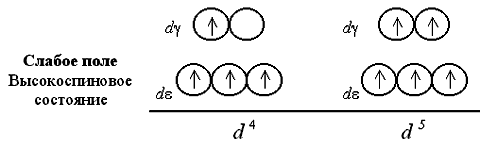 dγ dγ
Слабое поле
Высокоспиновое
состояние
dε dε
d⁴ d⁵